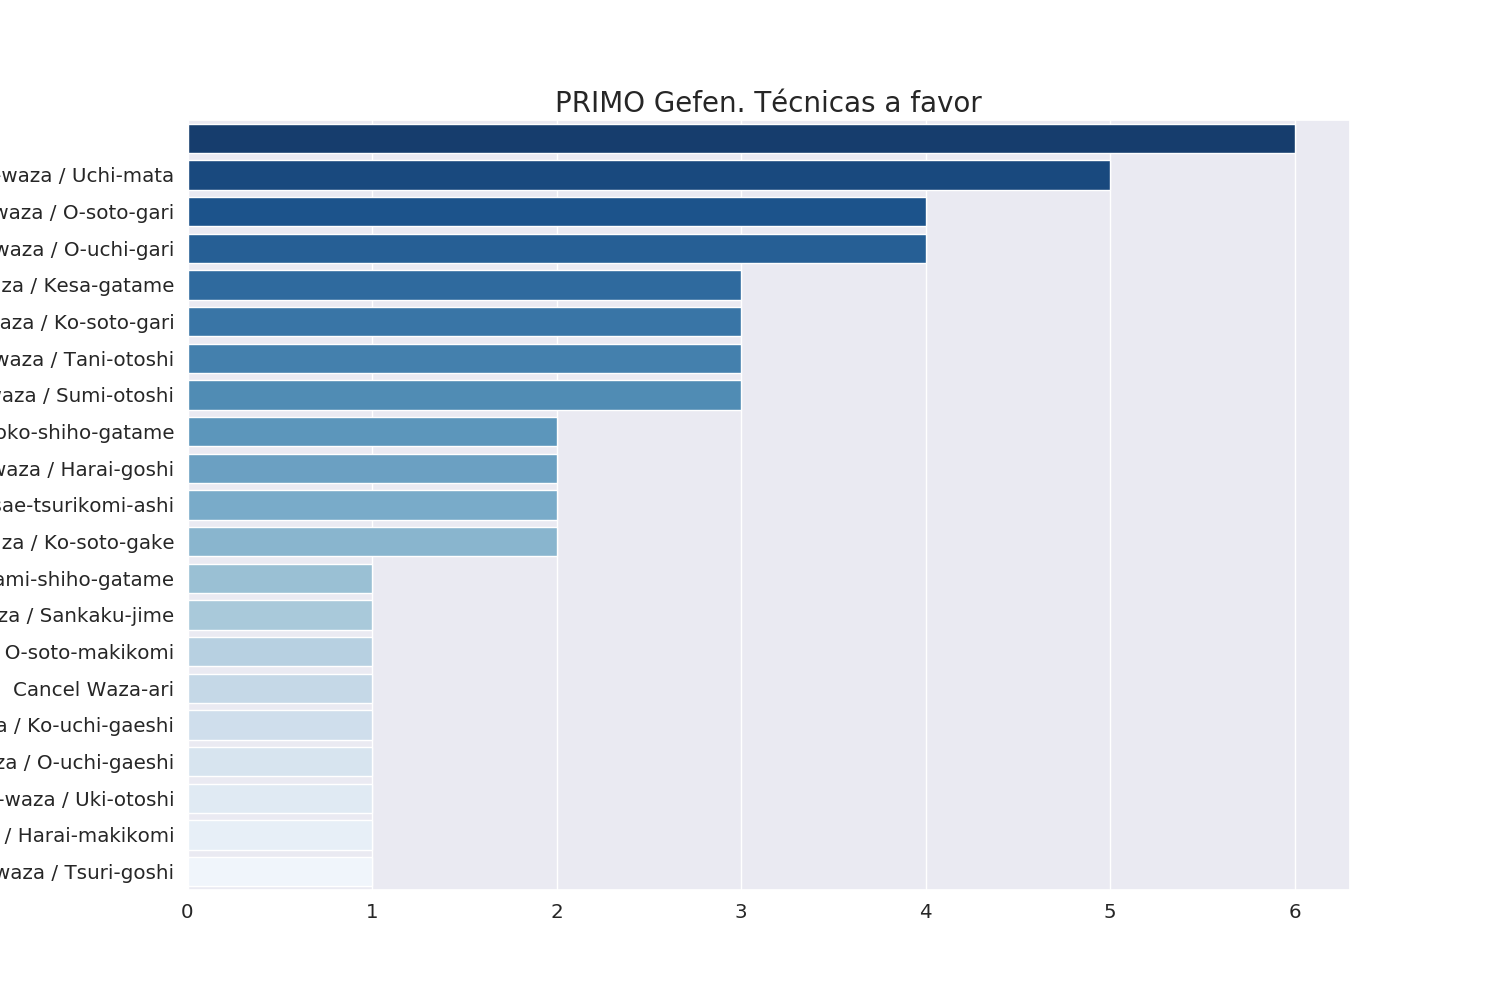 PRIMO Gefen. Técnicas a favor
-waza / Uchi-mata
waza / O-soto-gari
waza / O-uchi-gari
za / Kesa-gatame
aza / Ko-soto-gari
waza / Tani-otoshi
aza / Sumi-otoshi
oko-shiho-gatame
waza / Harai-goshi
sae-tsurikomi-ashi
za / Ko-soto-gake
ami-shiho-gatame
za / Sankaku-jime
O-soto-makikomi
Cancel Waza-ari
a / Ko-uchi-gaeshi
za / O-uchi-gaeshi
-waza / Uki-otoshi
/ Harai-makikomi
waza / Tsuri-goshi
0 1 2 3 4 5 6